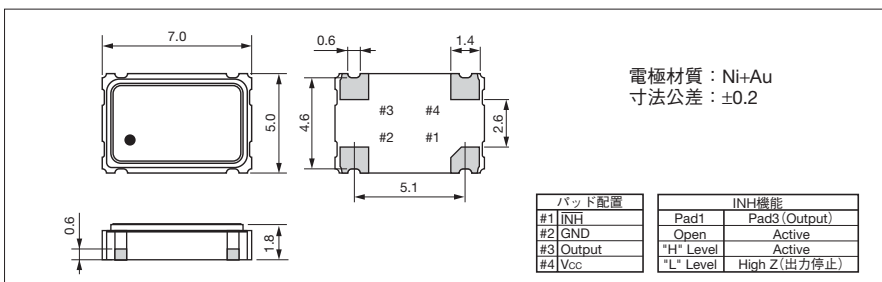 7.0
5.0
0.6
1.8
0.6
1.4
4.6
2.6
5.1
#3 #4
#2 #1
電極材質：Ni+Au
寸法公差：±0.2
パッド配置
#1 INH
#2 GND
#3 Output
#4 Vcc
INH機能
Pad1 Pad3(Output)
Open Active
"H" Level Active
"L" Level High Z(出力停止)